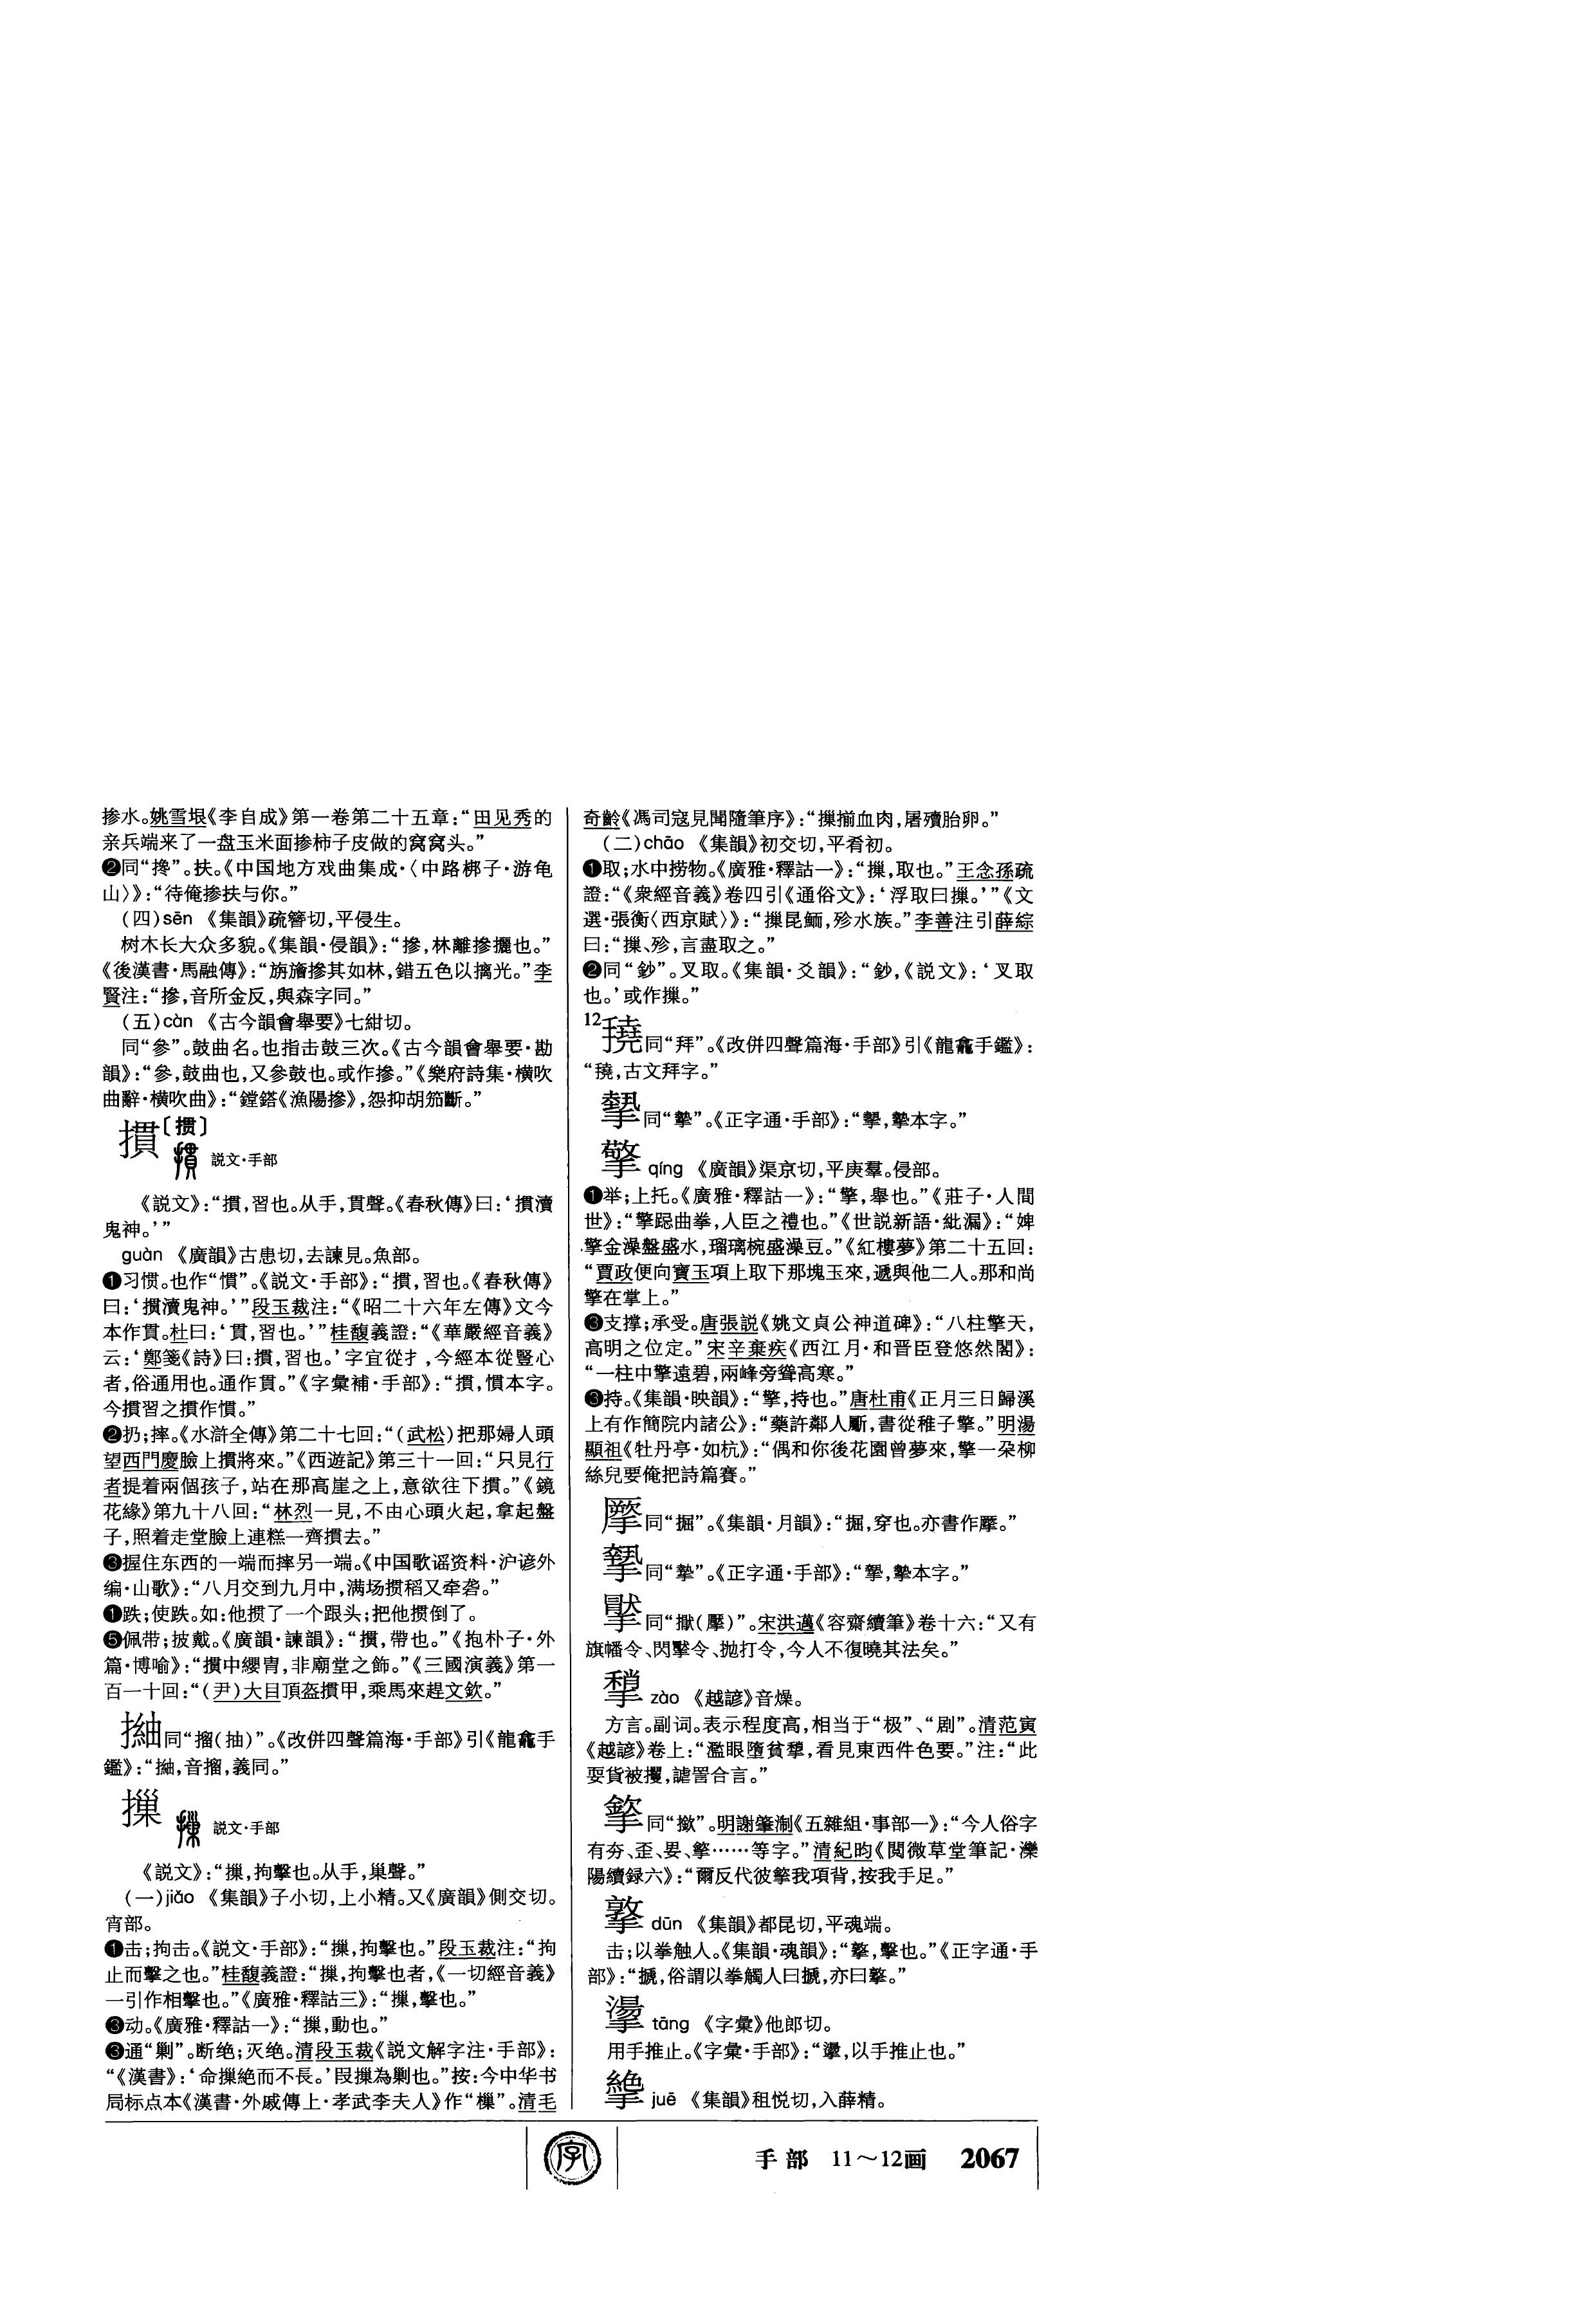 掺水。姚雪垠《李自成》第一卷第二十五章：“田见秀的
亲兵端来了一盘玉米面掺柿子皮做的窝窝头。”
❷同“搀”。扶。《中国地方戏曲集成·〈中路梆子·游龟
山〉》：“待俺掺扶与你。”
（四）sēn 《集韻》疏簪切，平侵生。
树木长大众多貌。《集韻·侵韻》：“摻，林離摻攦也。”
《後漢書·馬融傳》：“旃旝摻其如林，錯五色以摛光。”李
賢注：“摻，音所金反，與森字同。”
（五）càn 《古今韻會舉要》七紺切。
同“參”。鼓曲名。也指击鼓三次。《古今韻會舉要·勘
韻》：“參，鼓曲也，又參鼓也。或作摻。”《樂府詩集·横吹
曲辭·横吹曲》：“鏜鎝《漁陽摻》，怨抑胡笳斷。”
摜〔掼〕
説文·手部
《説文》：“摜，習也。从手，貫聲。《春秋傳》曰：‘摜瀆
鬼神。’”
guàn 《廣韻》古患切，去諫見。魚部。
❶习惯。也作“慣”。《説文·手部》：“摜，習也。《春秋傳》
曰：‘摜瀆鬼神。’”段玉裁注：“《昭二十六年左傳》文今
本作貫。杜曰：‘貫，習也。’”桂馥義證：“《華嚴經音義》
云：‘鄭箋《詩》曰：摜，習也。’字宜從扌，今經本從豎心
者，俗通用也。通作貫。”《字彙補·手部》：“摜，慣本字。
今摜習之摜作慣。”
❷扔；摔。《水滸全傳》第二十七回：“（武松）把那婦人頭
望西門慶臉上摜將來。”《西遊記》第三十一回：“只見行
者提着兩個孩子，站在那高崖之上，意欲往下摜。”《鏡
花緣》第九十八回：“林烈一見，不由心頭火起，拿起盤
子，照着走堂臉上連糕一齊摜去。”
❸握住东西的一端而摔另一端。《中国歌谣资料·沪谚外
编·山歌》：“八月交到九月中，满场掼稻又牵砻。”
❶跌；使跌。如：他掼了一个跟头；把他掼倒了。
❺佩带；披戴。《廣韻·諫韻》：“摜，帶也。”《抱朴子·外
篇·博喻》：“摜中纓冑，非廟堂之飾。”《三國演義》第一
百一十回：“（尹）大目頂盔摜甲，乘馬來趕文欽。”
同“搊（抽）”。《改併四聲篇海·手部》引《龍龕手
鑑》：“，音搊，義同。”
摷
説文·手部
《説文》：“摷，拘擊也。从手，巢聲。”
（一）jiǎo 《集韻》子小切，上小精。又《廣韻》側交切。
宵部。
❶击；拘击。《説文·手部》：“摷，拘擊也。”段玉裁注：“拘
止而擊之也。”桂馥義證：“摷，拘擊也者，《一切經音義》
一引作相擊也。”《廣雅·釋詁三》：“摷，擊也。”
❸动。《廣雅·釋詁一》：“摷，動也。”
❸通“剿”。断绝；灭绝。清段玉裁《説文解字注·手部》：
“《漢書》：‘命摷絶而不長。’叚摷為剿也。”按：今中华书
局标点本《漢書·外戚傳上·孝武李夫人》作“樔”。清毛
奇齡《馮司寇見聞隨筆序》：“摷揃血肉，屠殰胎卵。”
（二）chāo 《集韻》初交切，平肴初。
❶取；水中捞物。《廣雅·釋詁一》：“摷，取也。”王念孫疏
證：“《衆經音義》卷四引《通俗文》：‘浮取曰摷。’”《文
選·張衡〈西京賦〉》：“摷昆鮞，殄水族。”李善注引薛綜
曰：“摷、殄，言盡取之。”
❷同“鈔”。叉取。《集韻·爻韻》：“鈔，《説文》：‘叉取
也。’或作摷。”
12
同“拜”。《改併四聲篇海·手部》引《龍龕手鑑》：
“，古文拜字。”
同“摯”。《正字通·手部》：“，摯本字。”
擎 qíng 《廣韻》渠京切，平庚羣。侵部。
❶举；上托。《廣雅·釋詁一》：“擎，舉也。”《莊子·人間
世》：“擎跽曲拳，人臣之禮也。”《世説新語·紕漏》：“婢
擎金澡盤盛水，瑠璃椀盛澡豆。”《紅樓夢》第二十五回：
“賈政便向寶玉項上取下那塊玉來，遞與他二人。那和尚
擎在掌上。”
❸支撑；承受。唐張説《姚文貞公神道碑》：“八柱擎天，
高明之位定。”宋辛棄疾《西江月·和晋臣登悠然閣》：
“一柱中擎遠碧，兩峰旁聳高寒。”
❸持。《集韻·映韻》：“擎，持也。”唐杜甫《正月三日歸溪
上有作簡院内諸公》：“藥許鄰人斸，書從稚子擎。”明湯
顯祖《牡丹亭·如杭》：“偶和你後花園曾夢來，擎一朵柳
絲兒要俺把詩篇賽。”
同“掘”。《集韻·月韻》：“掘，穿也。亦書作。”
同“摯”。《正字通·手部》：“，摯本字。”
同“擫（擪）”。宋洪邁《容齋續筆》卷十六：“又有
旗幡令、閃擊令、抛打令，今人不復曉其法矣。”
zào 《越諺》音燥。
方言。副词。表示程度高，相当于“极”、“剧”。清范寅
《越諺》卷上：“濫眼墮貧，看見東西件色要。”注：“此
耍貨被攫，謔詈合言。”
同“撳”。明謝肇淛《五雜組·事部一》：“今人俗字
有夯、歪、……等字。”清紀昀《閲微草堂筆記·灤
陽續録六》：“爾反代彼我項背，按我手足。”
dūn 《集韻》都昆切，平魂端。
击；以拳触人。《集韻·魂韻》：“，擊也。”《正字通·手
部》：“搋，俗謂以拳觸人曰搋，亦曰。”
tāng 《字彙》他郎切。
用手推止。《字彙·手部》：“，以手推止也。”
juē 《集韻》租悦切，入薛精。
手部 11～12画 2067